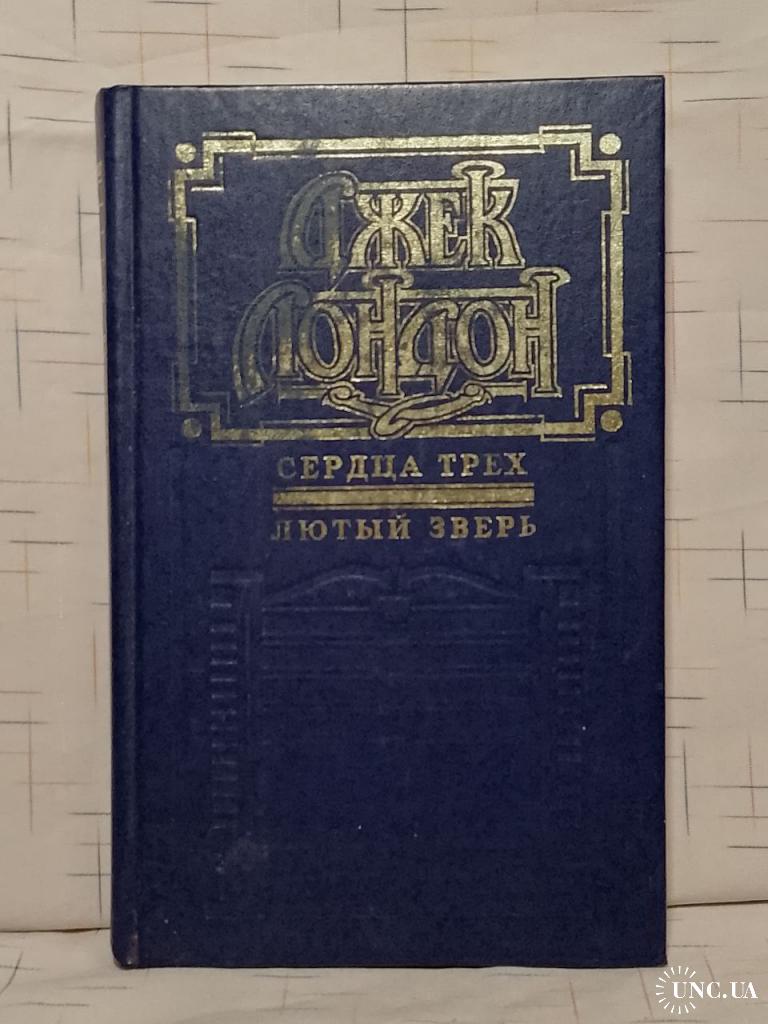 ДЖЕК
ЛОНДОН
СЕРДЦА ТРЕХ
ЛЮТЫЙ ЗВЕРЬ
UNC.UA